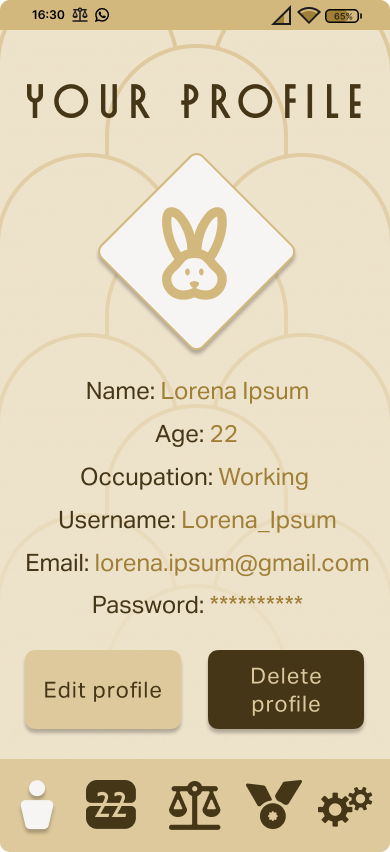 16:30
65%
YOUR PROFILE
Name: Lorena Ipsum
Age: 22
Occupation: Working
Username: Lorena_Ipsum
Email: lorena.ipsum@gmail.com
Password: **********
Edit profile
Delete
profile
22